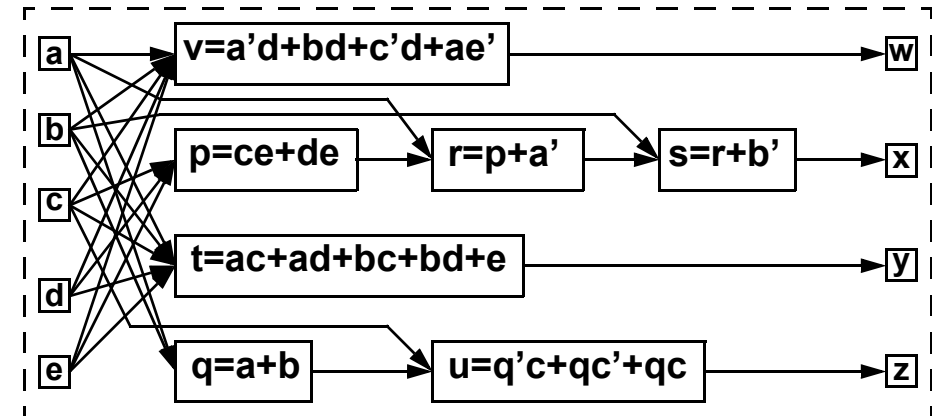 a
v=a’d+bd+c’d+ae’
w
b
p=ce+de
r=p+a’
s=r+b’
x
c
t=ac+ad+bc+bd+e
y
d
e
q=a+b
u=q’c+qc’+qc
z